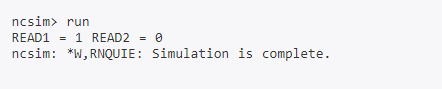 ncsim> run
READ1 = 1 READ2 = 0
ncsim: *W,RNQUIE: Simulation is complete.